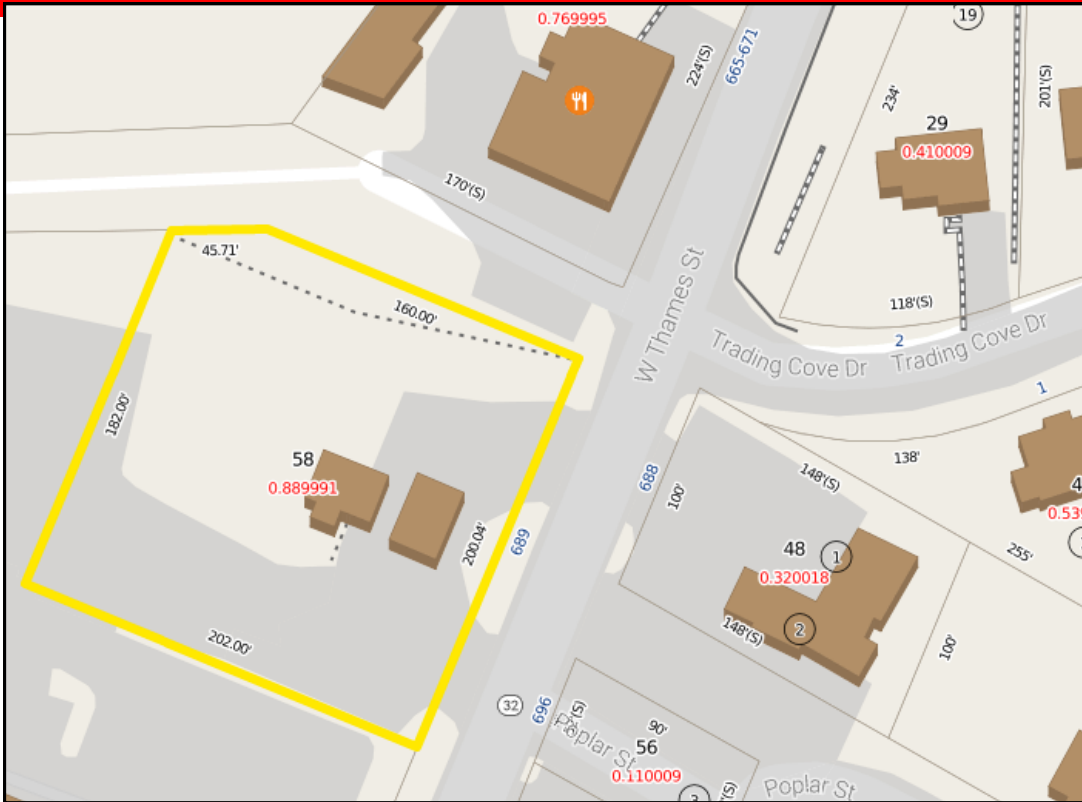 19
0.769995
665-671
224'(S)
201'(S)
234'
29
0.410009
170'(S)
45.71'
W Thames St
118'(S)
160.00'
2
Trading Cove Dr
Trading Cove Dr
1
182.00'
138'
58
0.889991
688
100'
148'(S)
200.04'
689
48
1
0.320018
255'
148'(S)
2
202.00'
100'
32
696
90'
Poplar St
56
0.110009
3
Poplar St